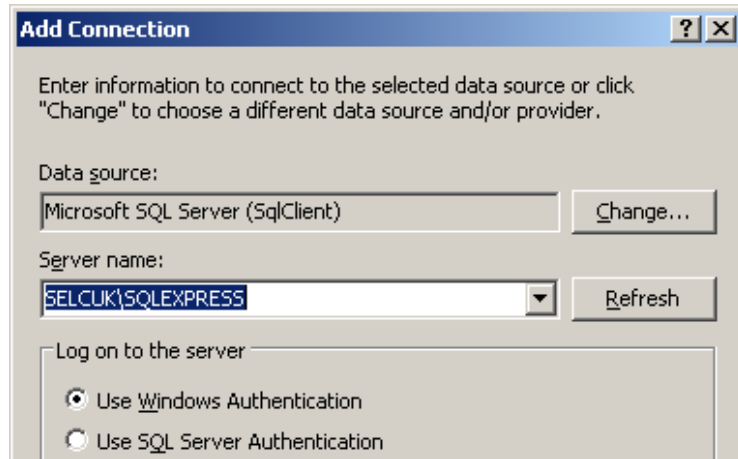 Add Connection
Enter information to connect to the selected data source or click
"Change" to choose a different data source and/or provider.
Data source:
Microsoft SQL Server (SqlClient)
Change...
Server name:
SELCUK\SQLEXPRESS
Refresh
Log on to the server
Use Windows Authentication
Use SQL Server Authentication